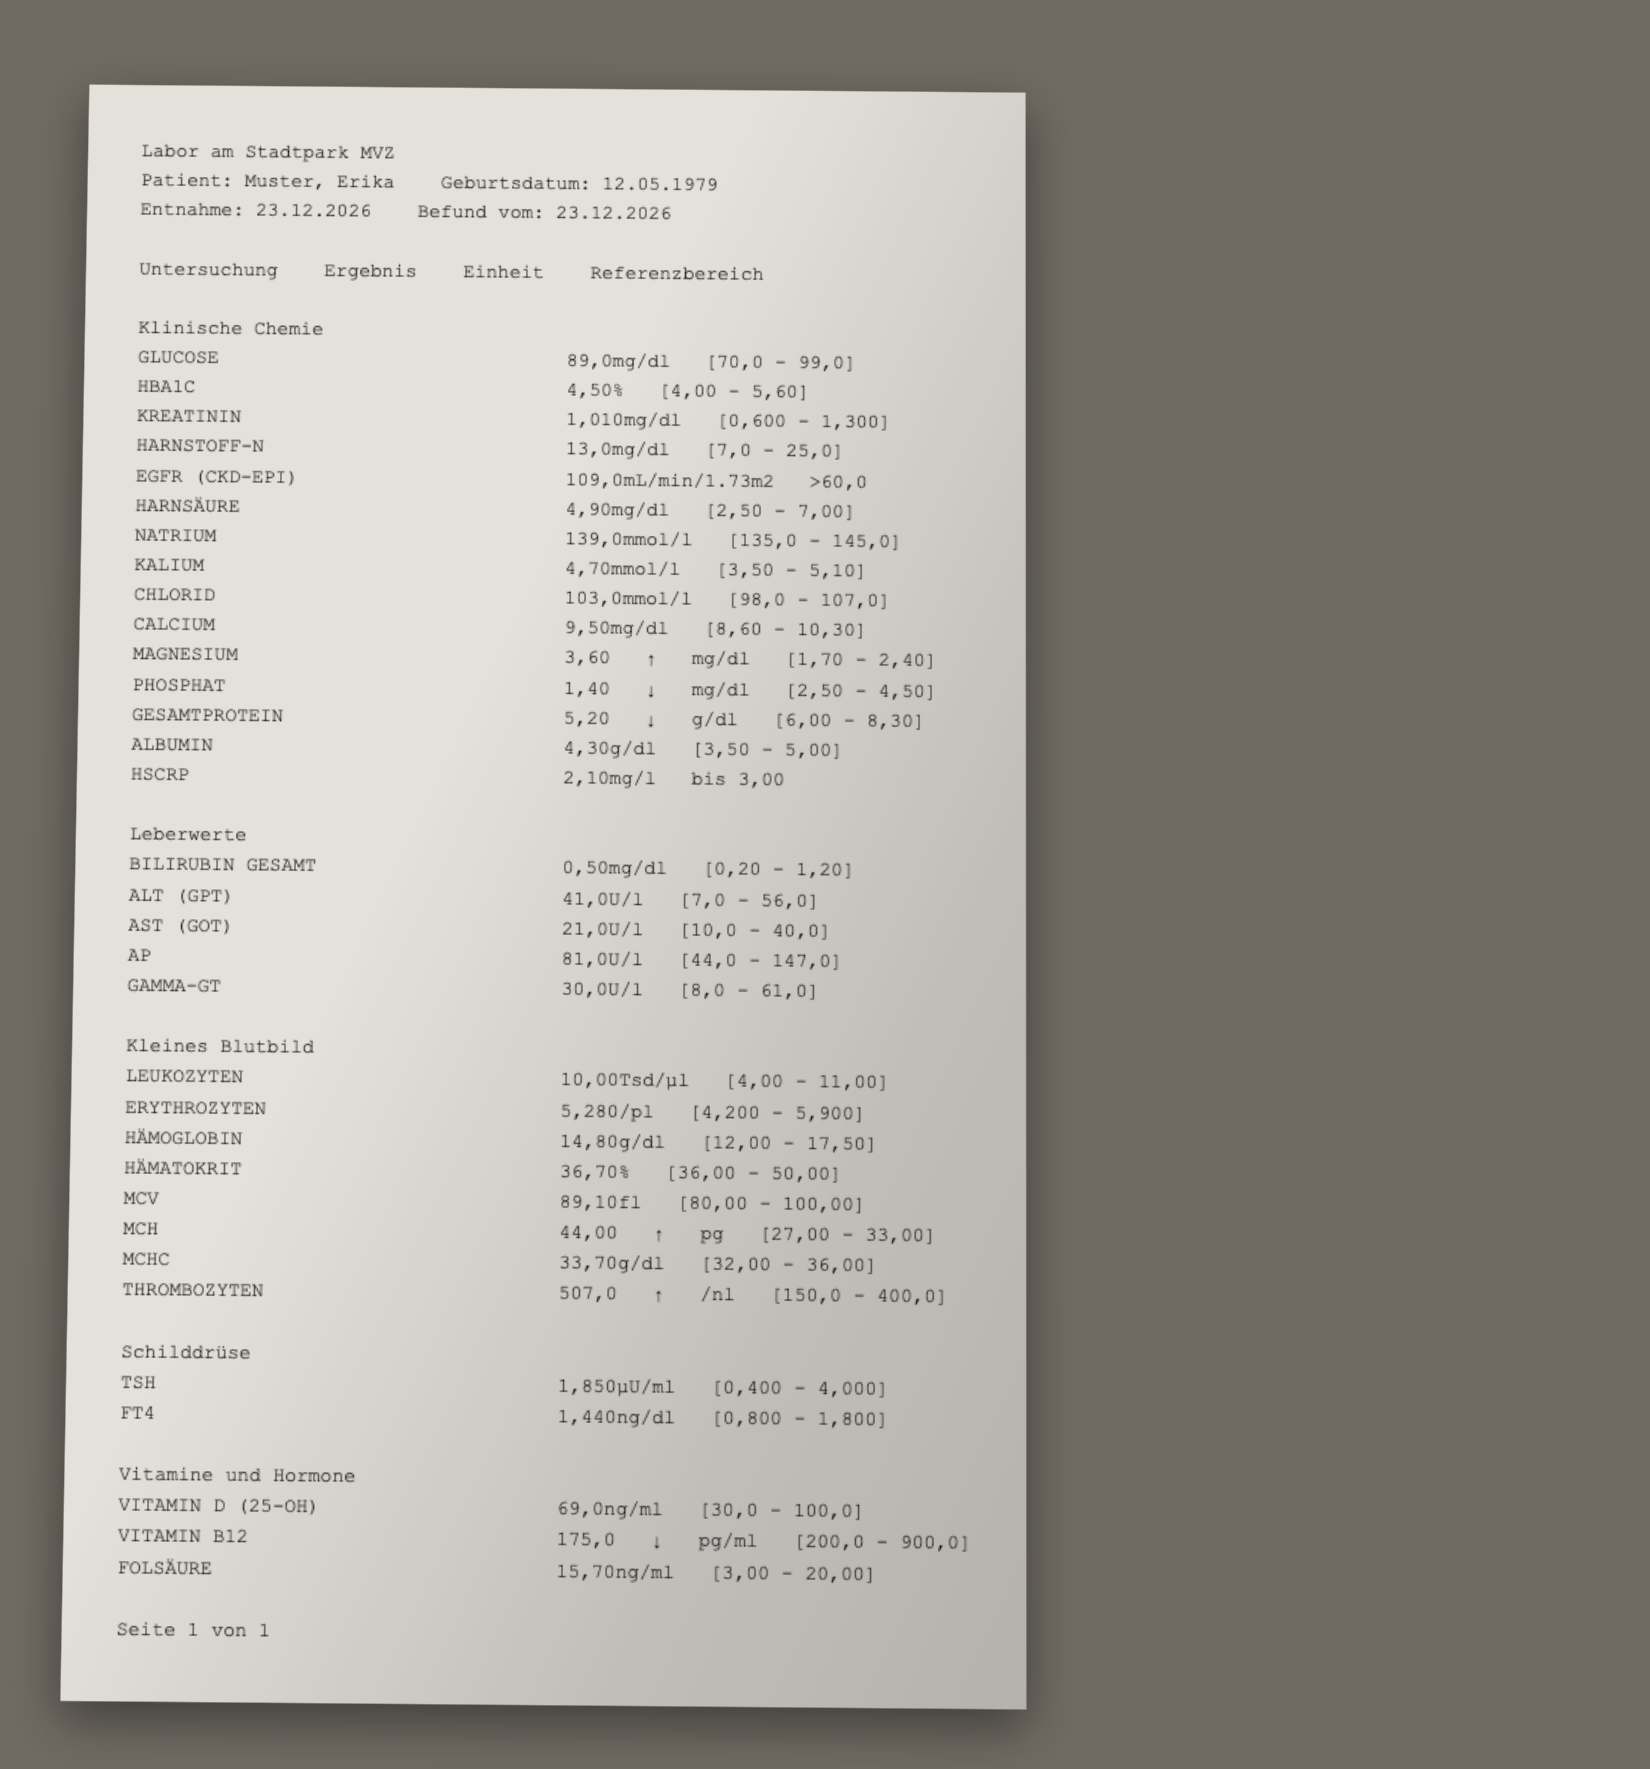 Labor am Stadtpark MVZ
Patient: Muster, Erika    Geburtsdatum: 12.05.1979
Entnahme: 23.12.2026    Befund vom: 23.12.2026
Untersuchung    Ergebnis    Einheit    Referenzbereich
Klinische Chemie
GLUCOSE    89,0mg/dl   [70,0 - 99,0]
HBA1C    4,50%   [4,00 - 5,60]
KREATININ    1,010mg/dl   [0,600 - 1,300]
HARNSTOFF-N    13,0mg/dl   [7,0 - 25,0]
EGFR (CKD-EPI)    109,0mL/min/1.73m2   >60,0
HARNSÄURE    4,90mg/dl   [2,50 - 7,00]
NATRIUM    139,0mmol/l   [135,0 - 145,0]
KALIUM    4,70mmol/l   [3,50 - 5,10]
CHLORID    103,0mmol/l   [98,0 - 107,0]
CALCIUM    9,50mg/dl   [8,60 - 10,30]
MAGNESIUM    3,60   ↑   mg/dl   [1,70 - 2,40]
PHOSPHAT    1,40   ↓   mg/dl   [2,50 - 4,50]
GESAMTPROTEIN    5,20   ↓   g/dl   [6,00 - 8,30]
ALBUMIN    4,30g/dl   [3,50 - 5,00]
HSCRP    2,10mg/l   bis 3,00
Leberwerte
BILIRUBIN GESAMT    0,50mg/dl   [0,20 - 1,20]
ALT (GPT)    41,0U/l   [7,0 - 56,0]
AST (GOT)    21,0U/l   [10,0 - 40,0]
AP    81,0U/l   [44,0 - 147,0]
GAMMA-GT    30,0U/l   [8,0 - 61,0]
Kleines Blutbild
LEUKOZYTEN    10,00Tsd/µl   [4,00 - 11,00]
ERYTHROZYTEN    5,280/pl   [4,200 - 5,900]
HÄMOGLOBIN    14,80g/dl   [12,00 - 17,50]
HÄMATOKRIT    36,70%   [36,00 - 50,00]
MCV    89,10fl   [80,00 - 100,00]
MCH    44,00   ↑   pg   [27,00 - 33,00]
MCHC    33,70g/dl   [32,00 - 36,00]
THROMBOZYTEN    507,0   ↑   /nl   [150,0 - 400,0]
Schilddrüse
TSH    1,850µU/ml   [0,400 - 4,000]
FT4    1,440ng/dl   [0,800 - 1,800]
Vitamine und Hormone
VITAMIN D (25-OH)    69,0ng/ml   [30,0 - 100,0]
VITAMIN B12    175,0   ↓   pg/ml   [200,0 - 900,0]
FOLSÄURE    15,70ng/ml   [3,00 - 20,00]
Seite 1 von 1